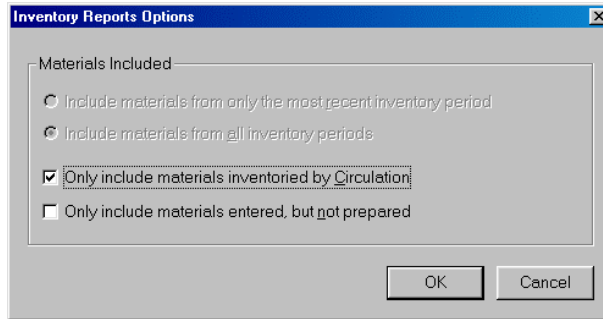 Inventory Reports Options
Materials Included
Include materials from only the most recent inventory period
Include materials from all inventory periods
Only include materials inventoried by Circulation
Only include materials entered, but not prepared
OK Cancel